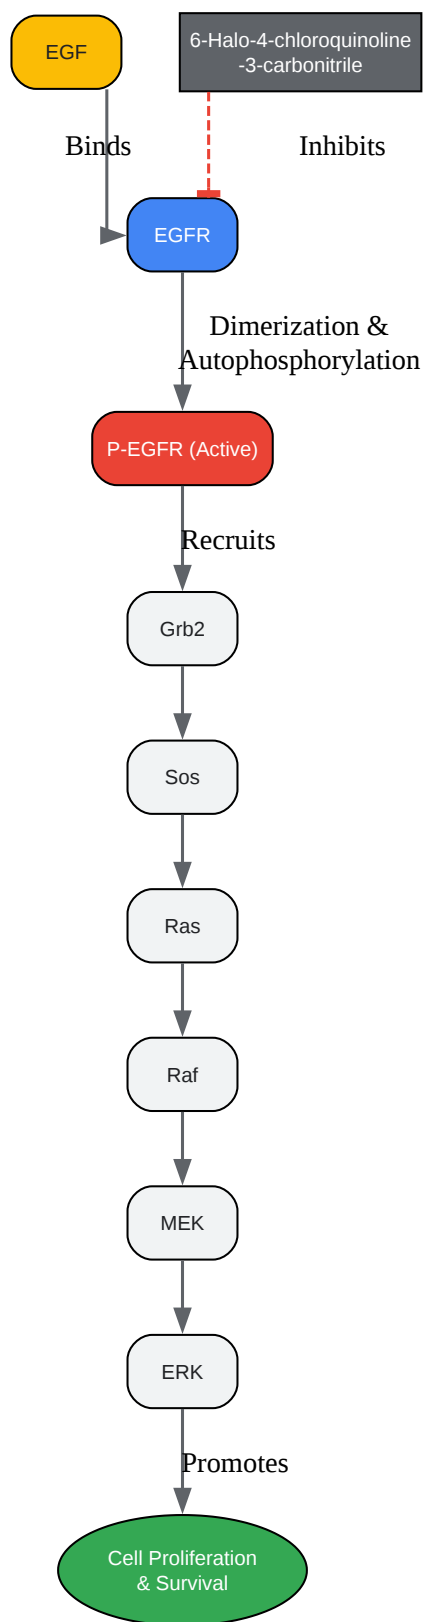 EGF
6-Halo-4-chloroquinoline
-3-carbonitrile
Binds
Inhibits
EGFR
Dimerization &
Autophosphorylation
P-EGFR (Active)
Recruits
Grb2
Sos
Ras
Raf
MEK
ERK
Promotes
Cell Proliferation
& Survival